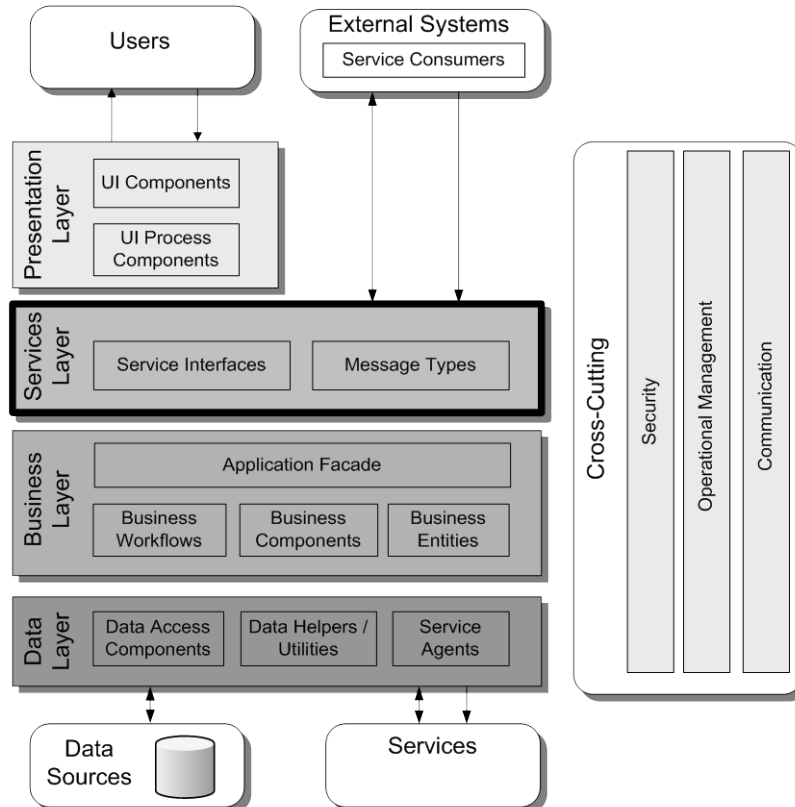 Users
External Systems
Service Consumers
Presentation
Layer
UI Components
UI Process
Components
Services
Layer
Service Interfaces
Message Types
Business
Layer
Application Facade
Business
Workflows
Business
Components
Business
Entities
Data
Layer
Data Access
Components
Data Helpers /
Utilities
Service
Agents
Data
Sources
Services
Cross-Cutting
Security
Operational Management
Communication